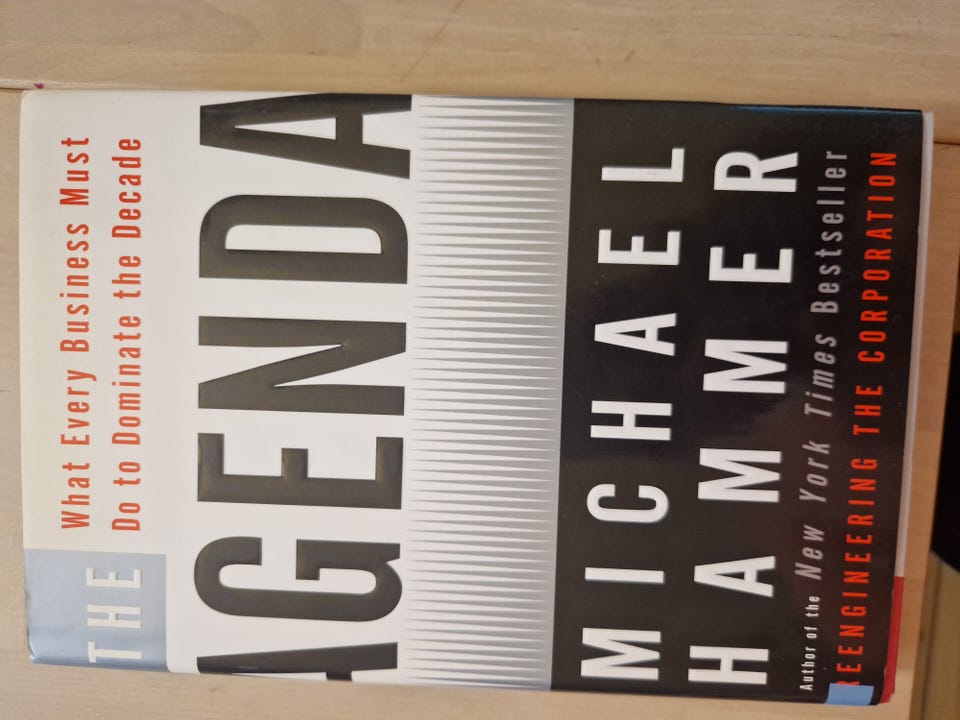 THE
What Every Business Must
Do to Dominate the Decade
AGENDA
MICHAEL
HAMMER
Author of the New York Times Bestseller
REENGINEERING THE CORPORATION